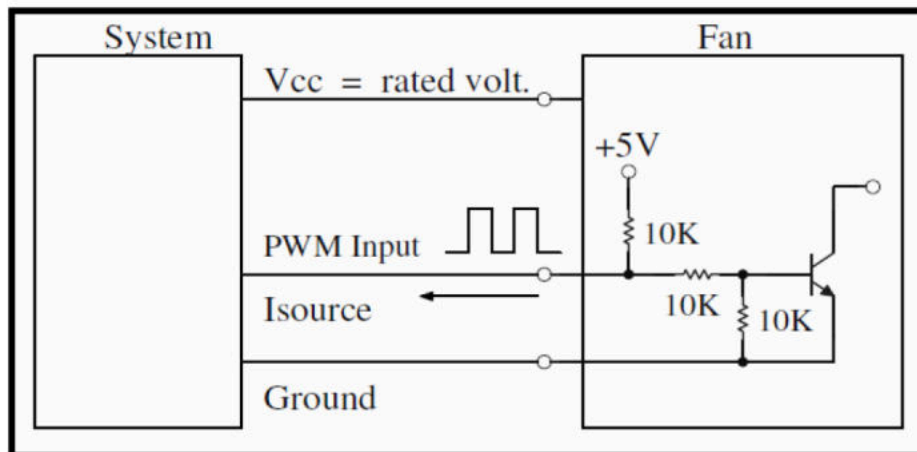 System
Fan
Vcc = rated volt.
+5V
10K
PWM Input
10K
10K
Isource
Ground